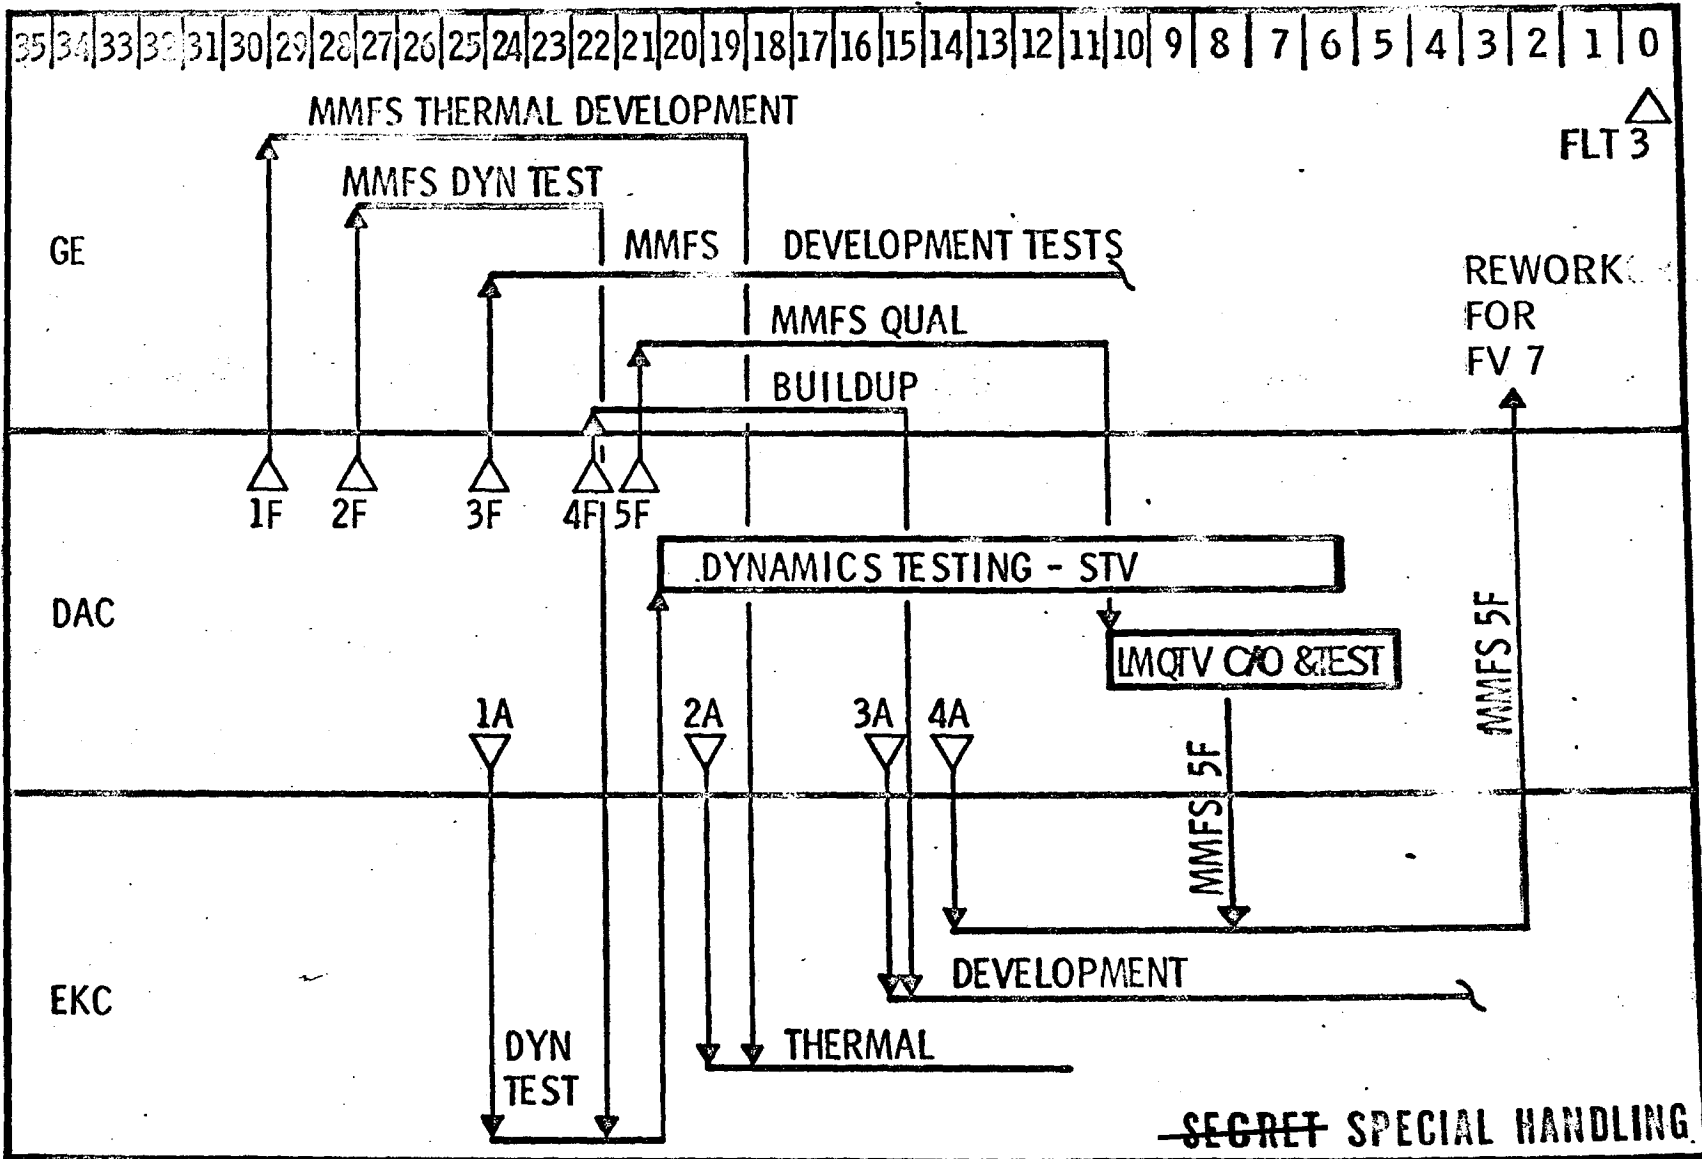 35 34 33 32 31 30 29 28 27 26 25 24 23 22 21 20 19 18 17 16 15 14 13 12 11 10 9 8 7 6 5 4 3 2 1 0
MMFS THERMAL DEVELOPMENT
FLT 3
MMFS DYN TEST
GE
MMFS DEVELOPMENT TESTS
REWORK
FOR
FV 7
MMFS QUAL
BUILDUP
1F 2F 3F 4F 5F
DYNAMICS TESTING - STV
DAC
LMQTV C/O & TEST
MMFS 5F
1A 2A 3A 4A
MMFS 5F
DEVELOPMENT
EKC
DYN
TEST
THERMAL
SECRET SPECIAL HANDLING